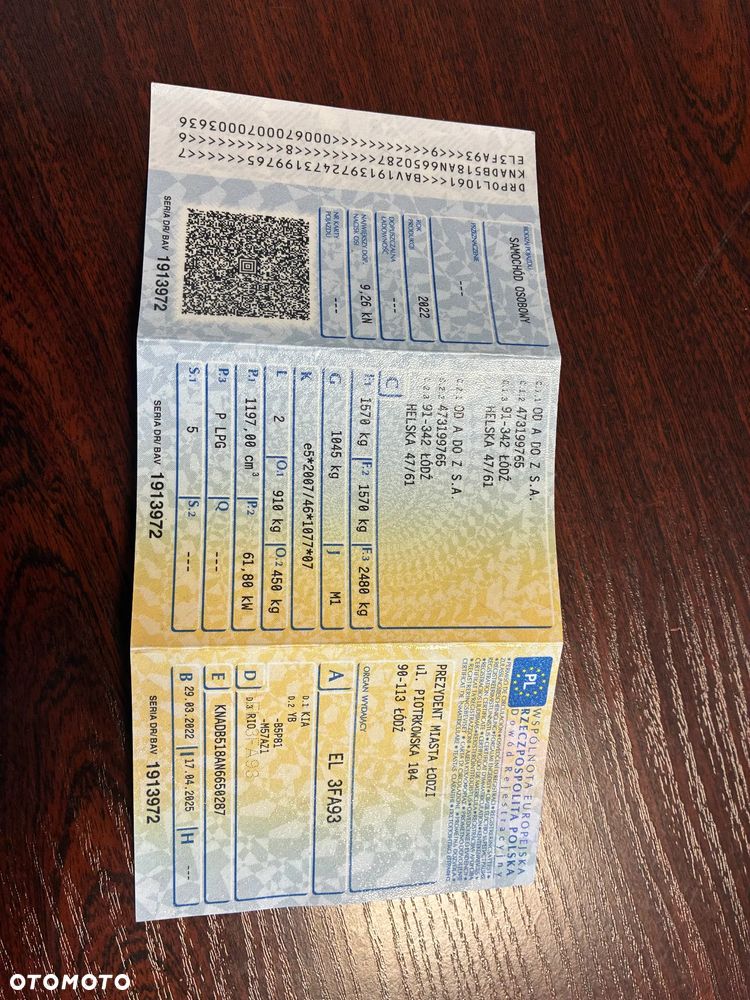 WSPÓLNOTA EUROPEJSKA
RZECZPOSPOLITA POLSKA
Dowód Rejestracyjny
PL
PREZYDENT MIASTA ŁODZI
ul. PIOTRKOWSKA 104
90-113 ŁÓDŹ
ORGAN WYDAJĄCY
A EL 3FA93
D.1 KIA
D.2 YB
-B5P81
-M57AZ1
D D.3 RIO
E KNADB518AN6650287
B 29.03.2022 I 17.04.2025 H ---
SERIA DR/ BAV 1913972
C.1.1 OD A DO Z S.A.
C.1.2 473199765
C.1.3 91-342 ŁÓDŹ
HELSKA 47/61
C.2.1 OD A DO Z S.A.
C.2.2 473199765
C.2.3 91-342 ŁÓDŹ
HELSKA 47/61
C
F.1 1570 kg F.2 1570 kg F.3 2480 kg
G 1045 kg J M1
K e5*2007/46*1077*07
L 2 O.1 910 kg O.2 450 kg
P.1 1197,00 cm³ P.2 61,80 kW
P.3 P LPG Q ---
S.1 5 S.2 ---
SERIA DR/ BAV 1913972
RODZAJ POJAZDU
SAMOCHÓD OSOBOWY
PRZEZNACZENIE
---
ROK PRODUKCJI 2022
DOPUSZCZALNA ŁADOWNOŚĆ ---
NAJWIĘKSZY DOP. NACISK OSI 9,26 kN
NR KARTY POJAZDU ---
SERIA DR/ BAV 1913972
DRPOL1061<<<BAV1913972473199765<<<<<7
KNADB518AN6650287<<<<8<<<<<6
EL3FA93<<<<<<9<<<0006700070003636
OTOMOTO